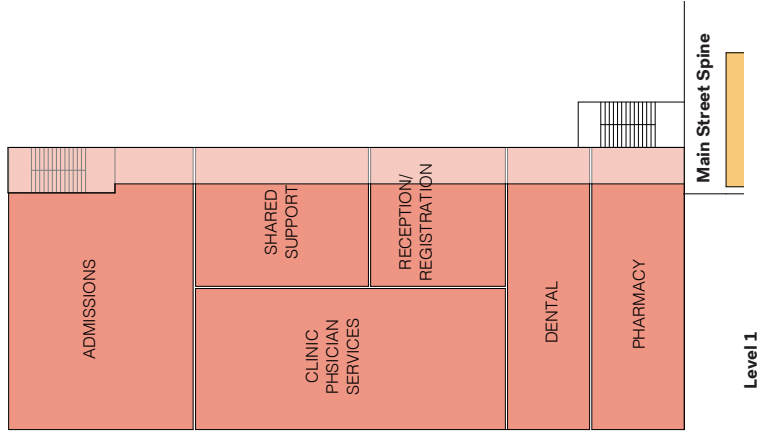 ADMISSIONS
SHARED
SUPPORT
RECEPTION/
REGISTRATION
CLINIC
PHSICIAN
SERVICES
DENTAL
PHARMACY
Main Street Spine
Level 1